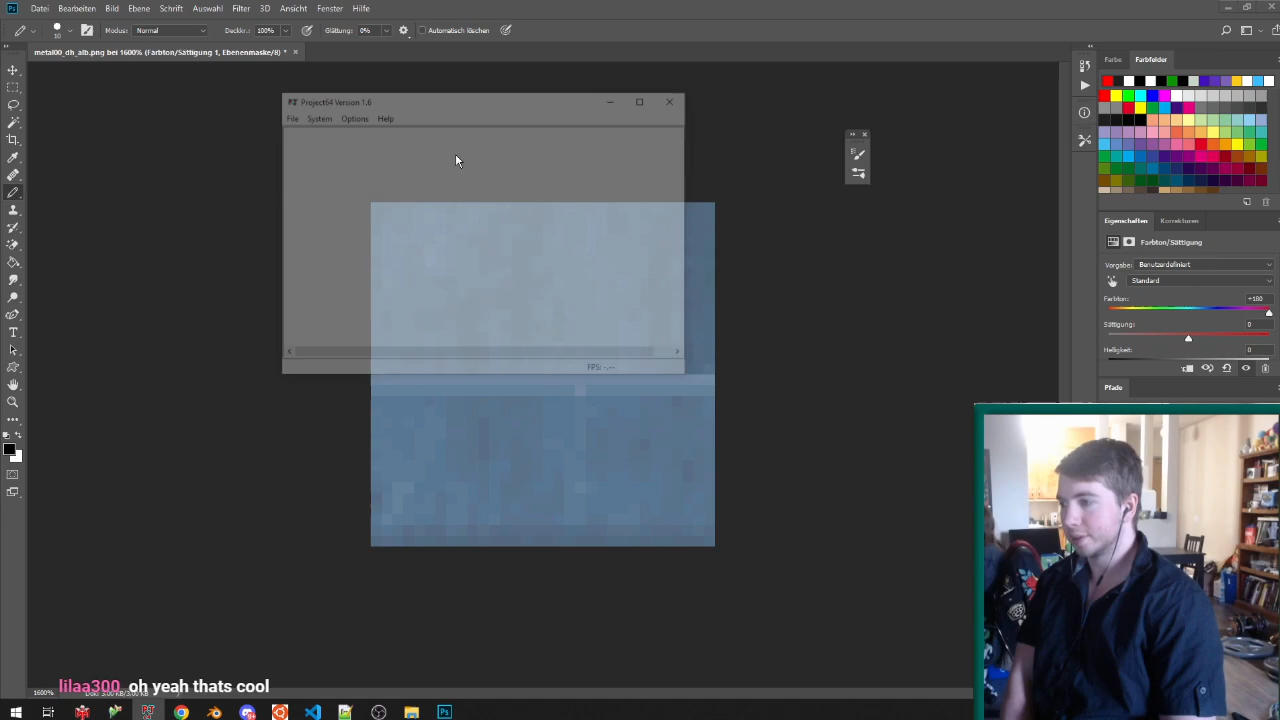 Datei Bearbeiten Bild Ebene Schrift Auswahl Filter 3D Ansicht Fenster Hilfe
10 Modus: Normal Deckkr.: 100% Glättung: 0% Automatisch löschen
metal00_dh_alb.png bei 1600% (Farbton/Sättigung 1, Ebenenmaske/8) *
Farbe Farbfelder
Project64 Version 1.6
File System Options Help
FPS: -.--
Eigenschaften Korrekturen
Farbton/Sättigung
Vorgabe: Benutzerdefiniert
Standard
Farbton: +180
Sättigung: 0
Helligkeit: 0
Pfade
lilaa300 oh yeah thats cool
1600%